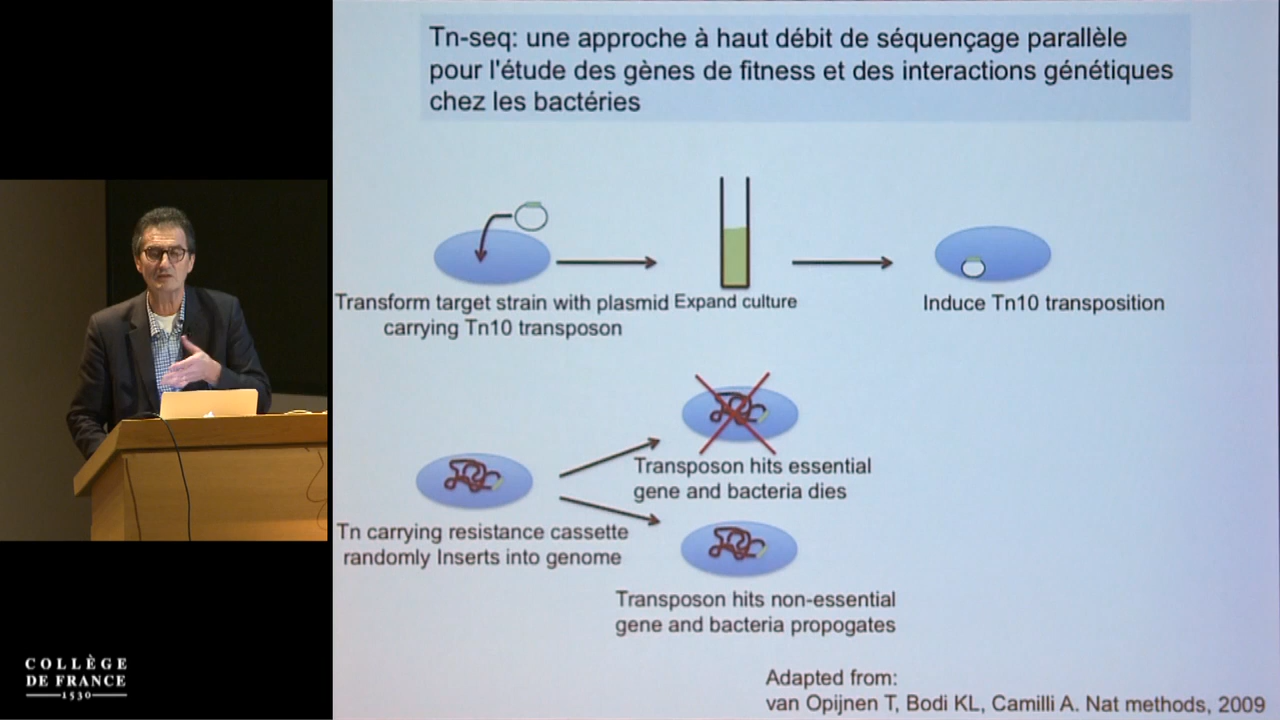 Tn-seq: une approche à haut débit de séquençage parallèle
pour l'étude des gènes de fitness et des interactions génétiques
chez les bactéries
Transform target strain with plasmid
carrying Tn10 transposon
Expand culture
Induce Tn10 transposition
Transposon hits essential
gene and bacteria dies
Tn carrying resistance cassette
randomly Inserts into genome
Transposon hits non-essential
gene and bacteria propogates
Adapted from:
van Opijnen T, Bodi KL, Camilli A. Nat methods, 2009
COLLÈGE
DE FRANCE
1530